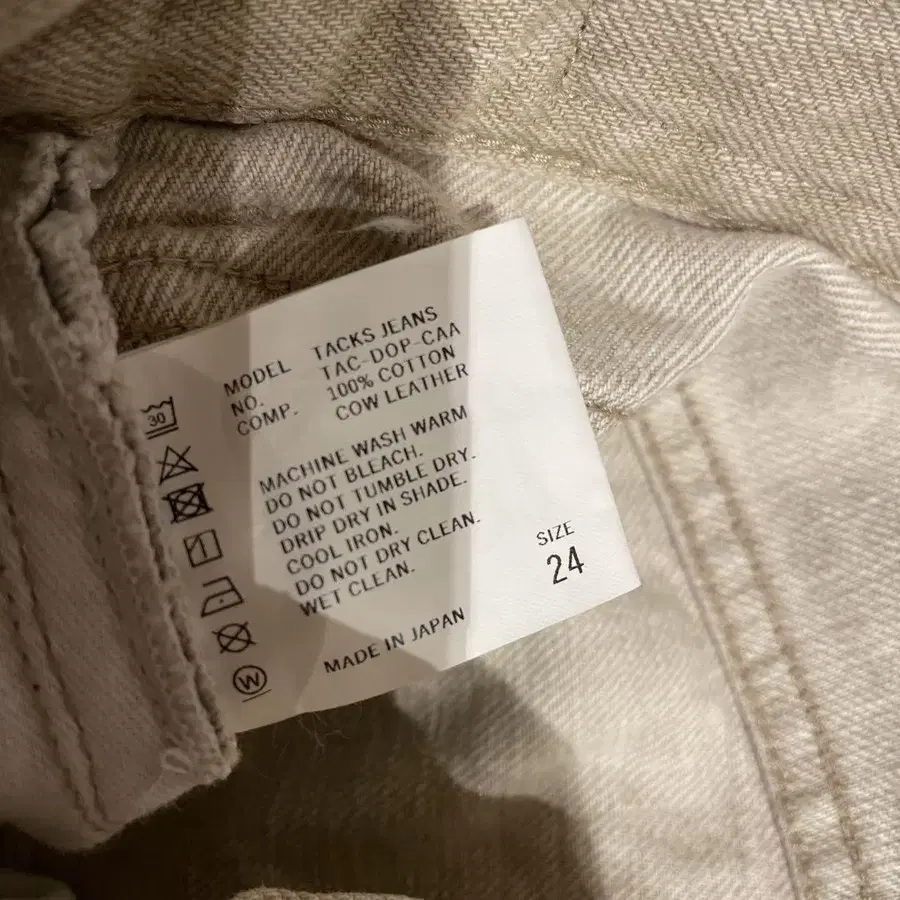 MODEL TACKS JEANS
NO. TAC-DOP-CAA
COMP. 100% COTTON
COW LEATHER
30
MACHINE WASH WARM
DO NOT BLEACH.
DO NOT TUMBLE DRY.
DRIP DRY IN SHADE.
COOL IRON.
DO NOT DRY CLEAN.
WET CLEAN.
W
MADE IN JAPAN
SIZE
24